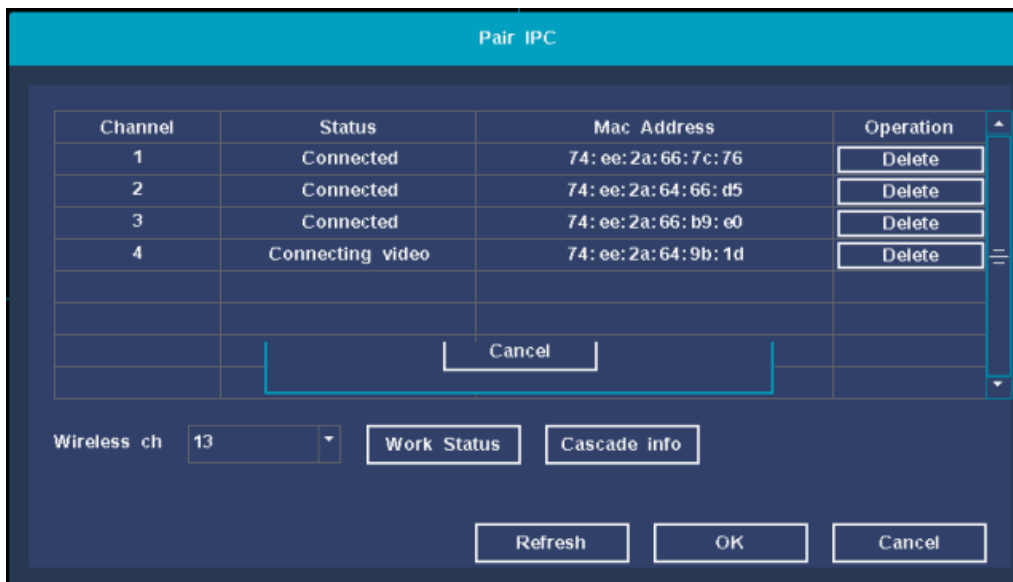 Pair IPC
Channel Status Mac Address Operation
1 Connected 74:ee:2a:66:7c:76 Delete
2 Connected 74:ee:2a:64:66:d5 Delete
3 Connected 74:ee:2a:66:b9:e0 Delete
4 Connecting video 74:ee:2a:64:9b:1d Delete
Cancel
Wireless ch 13 Work Status Cascade info
Refresh OK Cancel